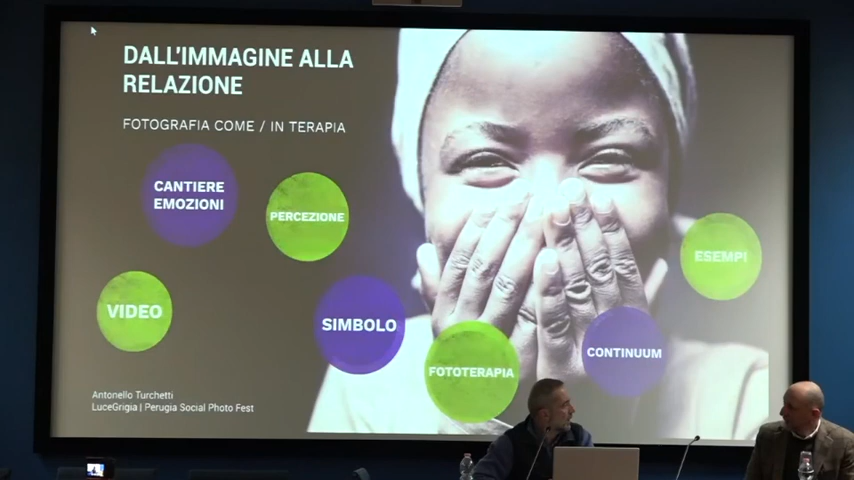 DALL'IMMAGINE ALLA
RELAZIONE
FOTOGRAFIA COME / IN TERAPIA
CANTIERE
EMOZIONI
PERCEZIONE
ESEMPI
VIDEO
SIMBOLO
CONTINUUM
FOTOTERAPIA
Antonello Turchetti
LuceGrigia | Perugia Social Photo Fest